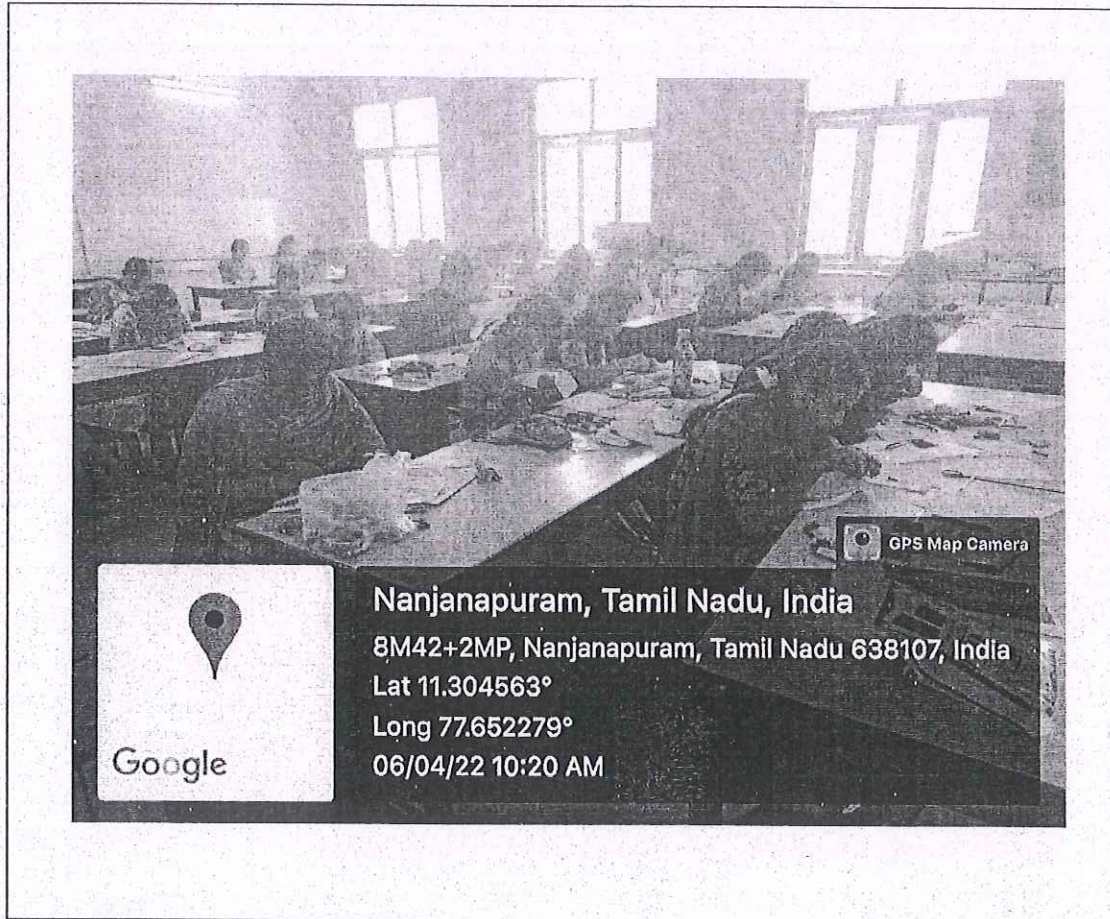 GPS Map Camera
Nanjanapuram, Tamil Nadu, India
8M42+2MP, Nanjanapuram, Tamil Nadu 638107, India
Lat 11.304563°
Long 77.652279°
06/04/22 10:20 AM
Google